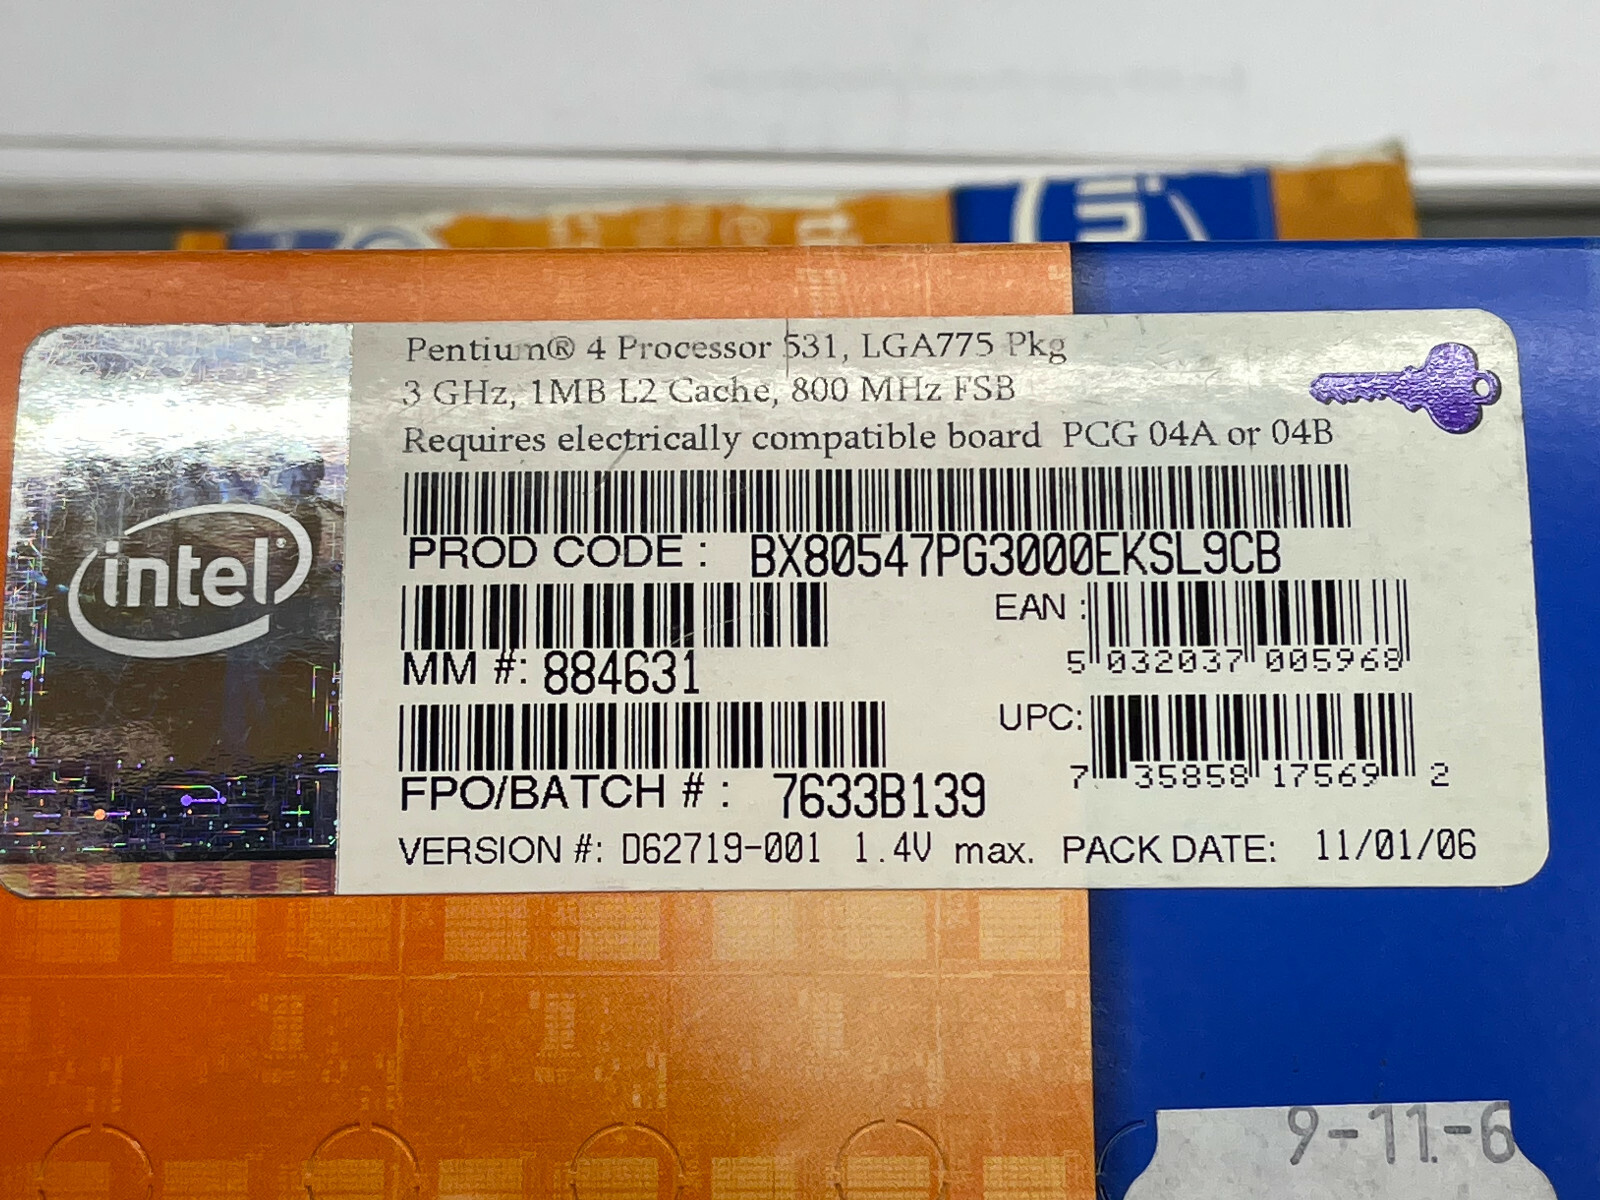 in
Pentium® 4 Processor 531, LGA775 Pkg
3 GHz, 1MB L2 Cache, 800 MHz FSB
Requires electrically compatible board PCG 04A or 04B
intel®
PROD CODE : BX80547PG3000EKSL9CB
EAN :
5 032037 005968
MM #: 884631
UPC:
7 35858 17569 2
FPO/BATCH # : 7633B139
VERSION #: D62719-001 1.4V max. PACK DATE: 11/01/06
9-11-6